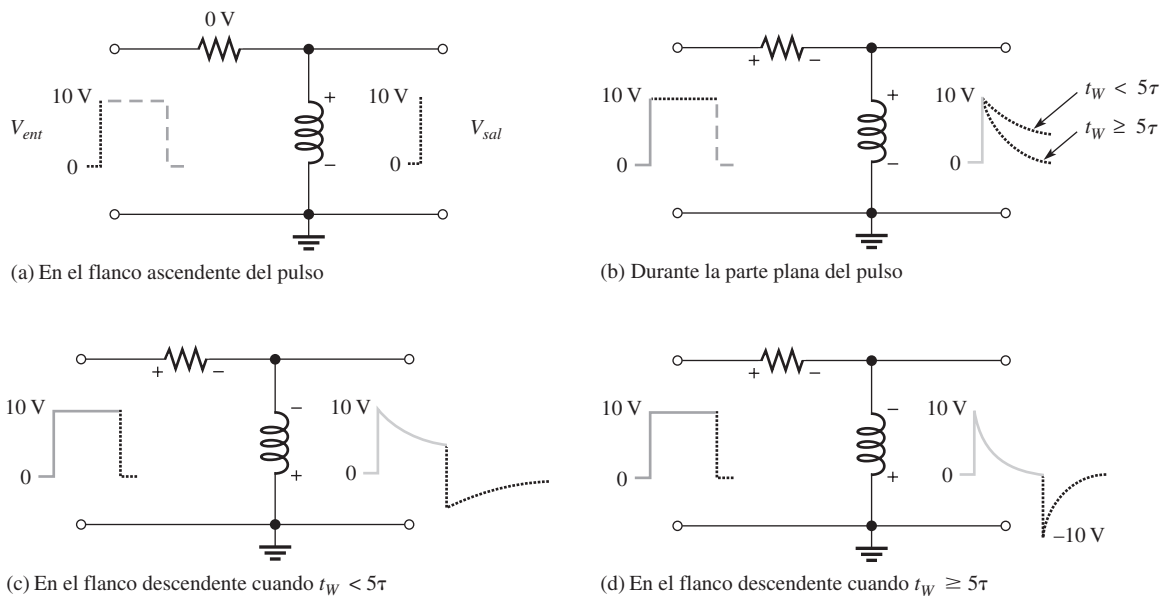 0 V
+ −
10 V
V_ent
0
+
−
10 V
V_sal
0
10 V
0
+
−
10 V
0
t_W < 5τ
t_W ≥ 5τ
(a) En el flanco ascendente del pulso
(b) Durante la parte plana del pulso
+ −
10 V
0
−
+
10 V
0
+ −
10 V
0
−
+
10 V
0
−10 V
(c) En el flanco descendente cuando t_W < 5τ
(d) En el flanco descendente cuando t_W ≥ 5τ